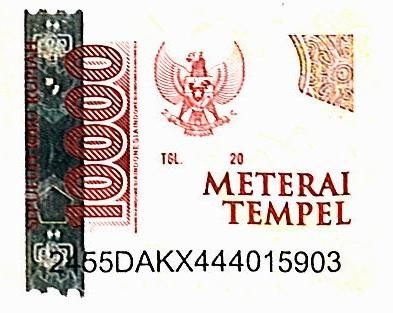 10000
TGL. 20
METERAI
TEMPEL
2455DAKX444015903